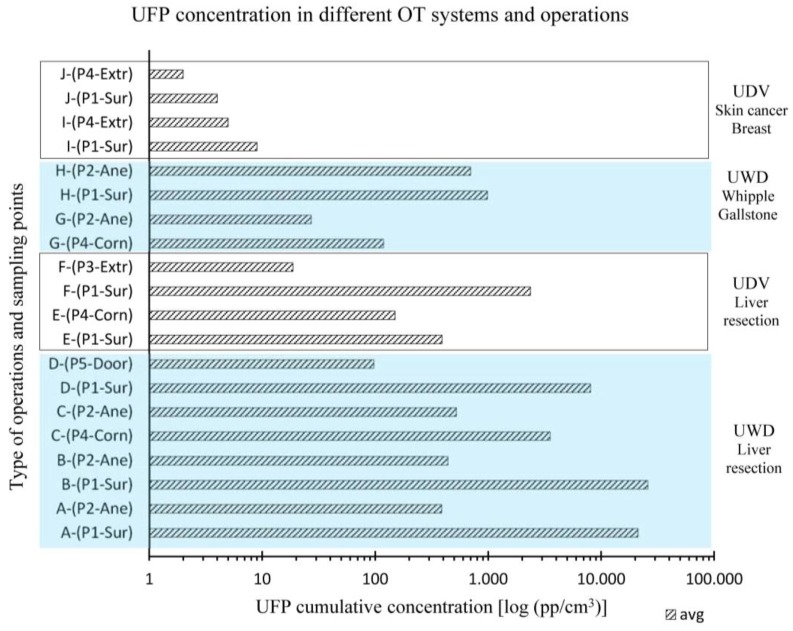 UFP concentration in different OT systems and operations
Type of operations and sampling points
J-(P4-Extr)
J-(P1-Sur)
I-(P4-Extr)
I-(P1-Sur)
UDV
Skin cancer
Breast
H-(P2-Ane)
H-(P1-Sur)
G-(P2-Ane)
G-(P4-Corn)
UWD
Whipple
Gallstone
F-(P3-Extr)
F-(P1-Sur)
E-(P4-Corn)
E-(P1-Sur)
UDV
Liver
resection
D-(P5-Door)
D-(P1-Sur)
C-(P2-Ane)
C-(P4-Corn)
B-(P2-Ane)
B-(P1-Sur)
A-(P2-Ane)
A-(P1-Sur)
UWD
Liver
resection
1 10 100 1.000 10.000 100.000
UFP cumulative concentration [log (pp/cm³)]
avg